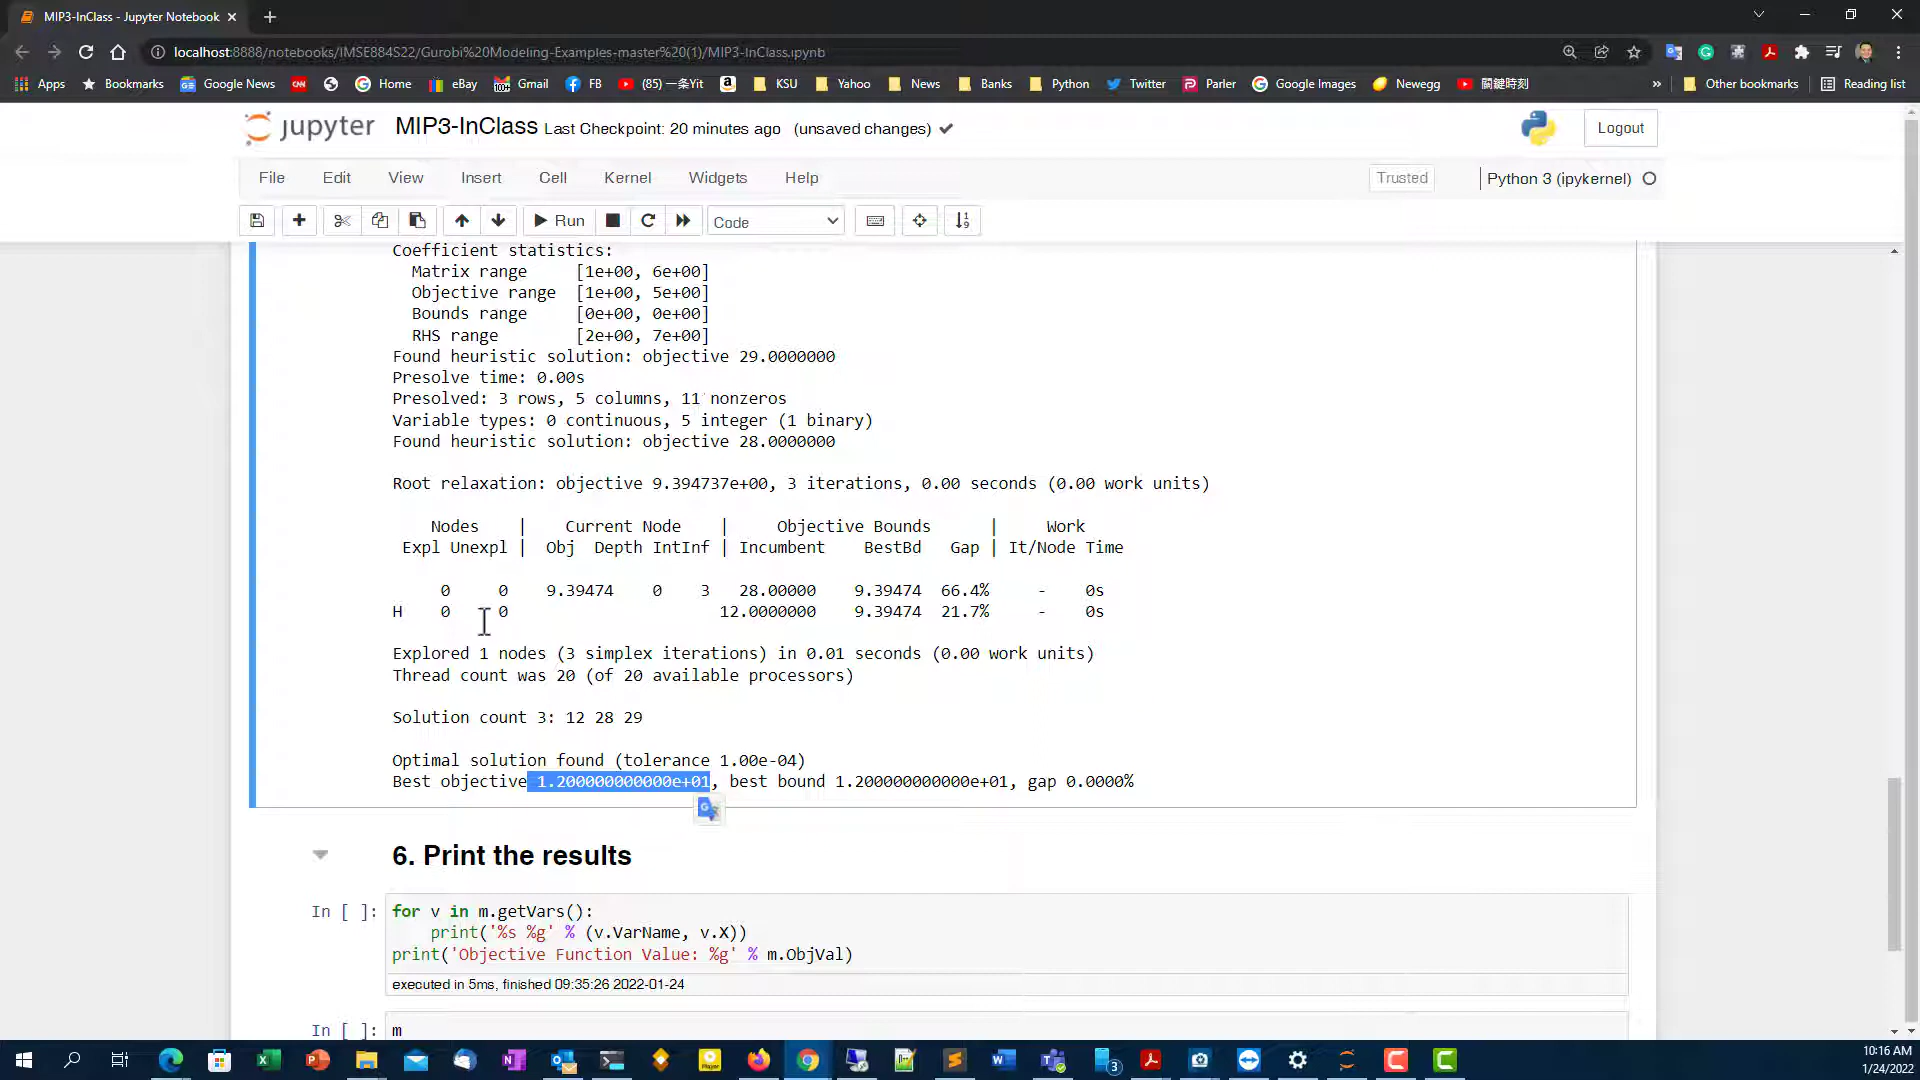 MIP3-InClass - Jupyter Notebook
localhost:8888/notebooks/IMSE884S22/Gurobi%20Modeling-Examples-master%20(1)/MIP3-InClass.ipynb
Apps Bookmarks Google News CNN Home eBay Gmail FB (85) 一条Yit KSU Yahoo News Banks Python Twitter Parler Google Images Newegg 關鍵時刻 » Other bookmarks Reading list
jupyter MIP3-InClass Last Checkpoint: 20 minutes ago (unsaved changes) Logout
File Edit View Insert Cell Kernel Widgets Help Trusted Python 3 (ipykernel)
Run Code
Coefficient statistics:
Matrix range [1e+00, 6e+00]
Objective range [1e+00, 5e+00]
Bounds range [0e+00, 0e+00]
RHS range [2e+00, 7e+00]
Found heuristic solution: objective 29.0000000
Presolve time: 0.00s
Presolved: 3 rows, 5 columns, 11 nonzeros
Variable types: 0 continuous, 5 integer (1 binary)
Found heuristic solution: objective 28.0000000
Root relaxation: objective 9.394737e+00, 3 iterations, 0.00 seconds (0.00 work units)
Nodes | Current Node | Objective Bounds | Work
Expl Unexpl | Obj Depth IntInf | Incumbent BestBd Gap | It/Node Time
0 0 9.39474 0 3 28.00000 9.39474 66.4% - 0s
H 0 0 12.0000000 9.39474 21.7% - 0s
Explored 1 nodes (3 simplex iterations) in 0.01 seconds (0.00 work units)
Thread count was 20 (of 20 available processors)
Solution count 3: 12 28 29
Optimal solution found (tolerance 1.00e-04)
Best objective 1.200000000000e+01, best bound 1.200000000000e+01, gap 0.0000%
6. Print the results
In [ ]: for v in m.getVars():
print('%s %g' % (v.VarName, v.X))
print('Objective Function Value: %g' % m.ObjVal)
executed in 5ms, finished 09:35:26 2022-01-24
In [ ]: m
10:16 AM
1/24/2022